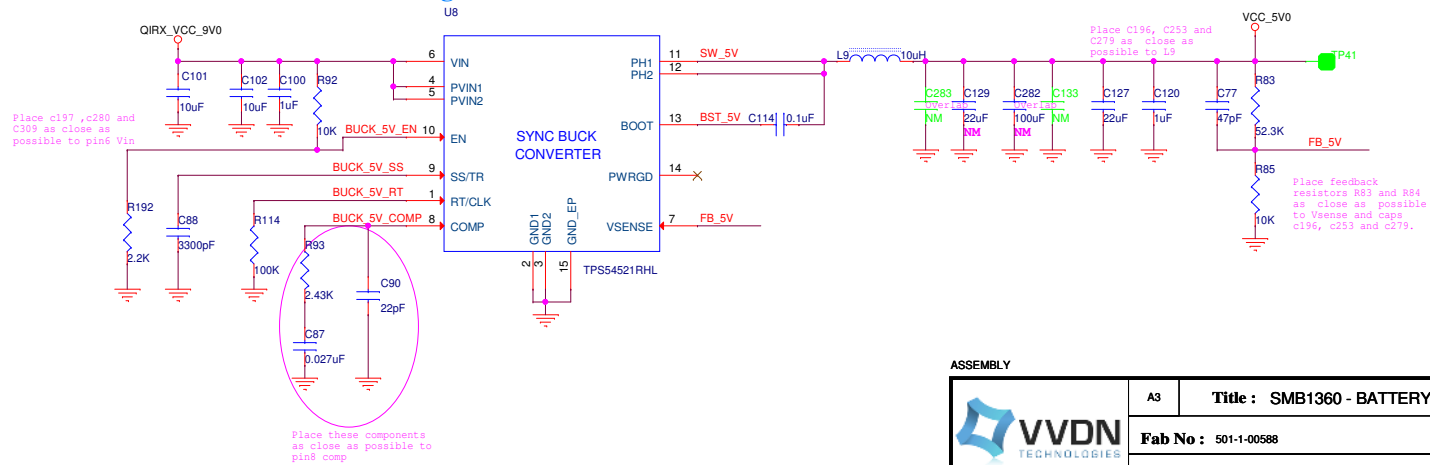 U8
QIRX_VCC_9V0
C101
10uF
C102
10uF
C100
1uF
R92
10K
Place c197 ,c280 and
C309 as close as
possible to pin6 Vin
BUCK_5V_EN
BUCK_5V_SS
BUCK_5V_RT
BUCK_5V_COMP
R192
2.2K
C88
3300pF
R114
100K
R93
2.43K
C90
22pF
C87
0.027uF
Place these components
as close as possible to
pin8 comp
6
4
5
10
9
1
8
VIN
PVIN1
PVIN2
EN
SS/TR
RT/CLK
COMP
SYNC BUCK
CONVERTER
PH1
PH2
BOOT
PWRGD
VSENSE
GND1
GND2
GND_EP
2
3
15
TPS54521RHL
11
12
13
14
7
SW_5V
BST_5V
FB_5V
C114
0.1uF
L9
10uH
C283
Overlap
NM
C129
22uF
NM
C282
100uF
Overlap
NM
C133
NM
C127
22uF
C120
1uF
C77
47pF
Place C196, C253 and
C279 as close as
possible to L9
VCC_5V0
TP41
R83
52.3K
FB_5V
R85
10K
Place feedback
resistors R83 and R84
as close as possible
to Vsense and caps
c196, c253 and c279.
ASSEMBLY
VVDN
TECHNOLOGIES
A3
Title : SMB1360 - BATTERY
Fab No : 501-1-00588